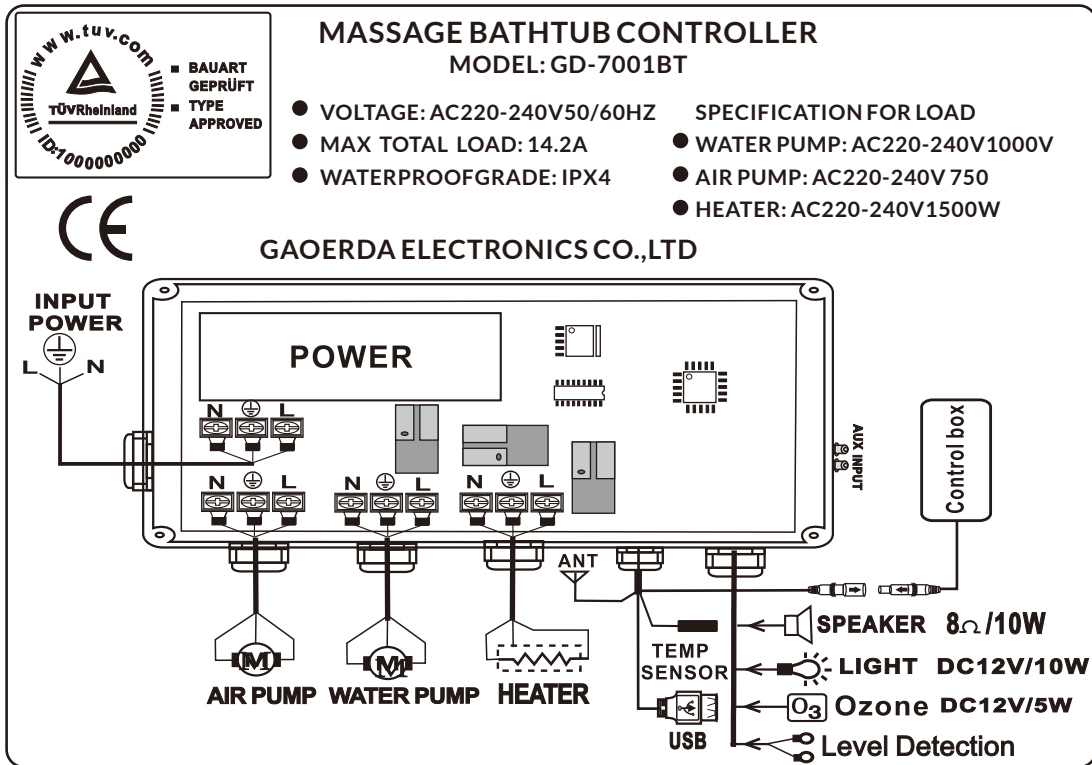 www.tuv.com
TÜVRheinland
ID:1000000000
BAUART
GEPRÜFT
TYPE
APPROVED
CE
MASSAGE BATHTUB CONTROLLER
MODEL: GD-7001BT
VOLTAGE: AC220-240V50/60HZ
MAX TOTAL LOAD: 14.2A
WATERPROOFGRADE: IPX4
SPECIFICATION FOR LOAD
WATER PUMP: AC220-240V1000V
AIR PUMP: AC220-240V 750
HEATER: AC220-240V1500W
GAOERDA ELECTRONICS CO.,LTD
INPUT
POWER
L N
POWER
N L
N L
N L
N L
AUX INPUT
Control box
ANT
AIR PUMP
WATER PUMP
HEATER
TEMP
SENSOR
USB
SPEAKER 8Ω/10W
LIGHT DC12V/10W
O3 Ozone DC12V/5W
Level Detection
M
M